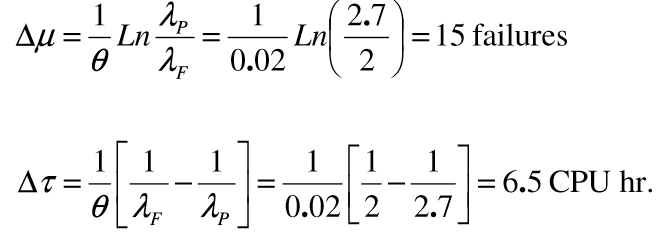 Δμ = 1/θ Ln λ_P/λ_F = 1/0.02 Ln(2.7/2) = 15 failures
Δτ = 1/θ [1/λ_F − 1/λ_P] = 1/0.02 [1/2 − 1/2.7] = 6.5 CPU hr.